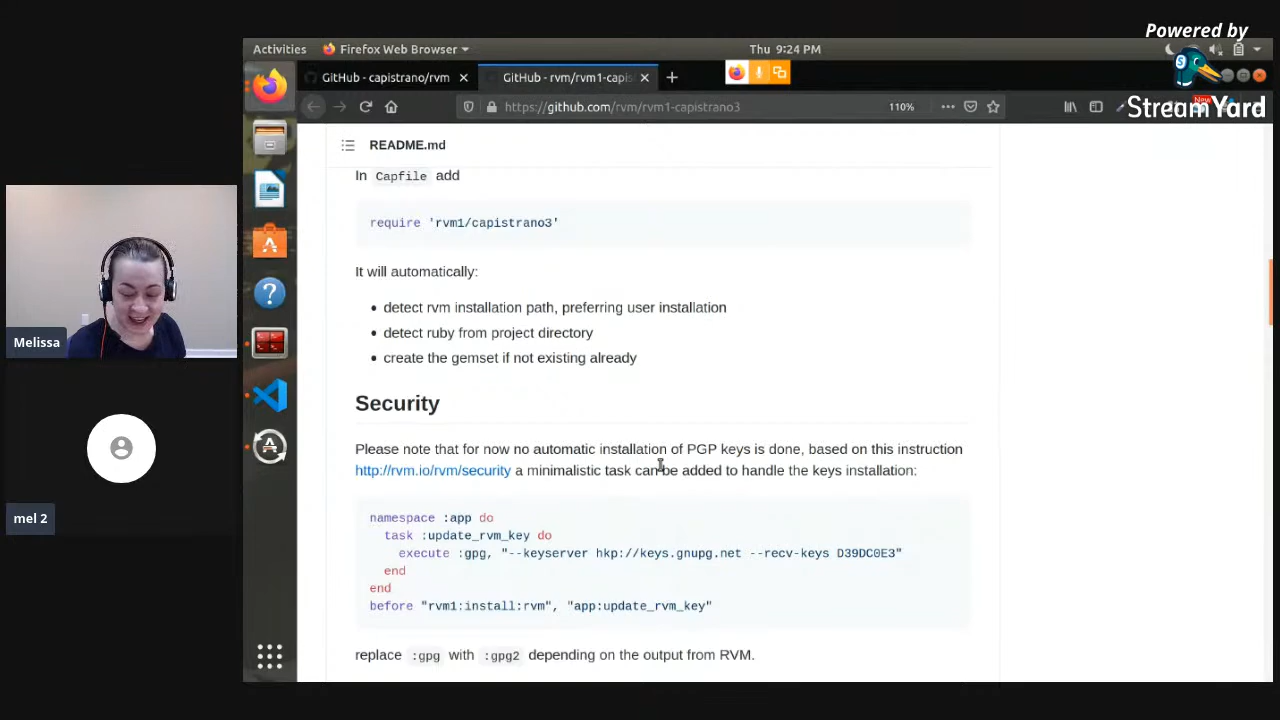 Powered by
StreamYard
New
Activities
Firefox Web Browser
Thu 9:24 PM
GitHub - capistrano/rvm
GitHub - rvm/rvm1-capis
https://github.com/rvm/rvm1-capistrano3
110%
README.md
In Capfile add
require 'rvm1/capistrano3'
It will automatically:
• detect rvm installation path, preferring user installation
• detect ruby from project directory
• create the gemset if not existing already
Security
Please note that for now no automatic installation of PGP keys is done, based on this instruction
http://rvm.io/rvm/security a minimalistic task can be added to handle the keys installation:
namespace :app do
task :update_rvm_key do
execute :gpg, "--keyserver hkp://keys.gnupg.net --recv-keys D39DC0E3"
end
end
before "rvm1:install:rvm", "app:update_rvm_key"
replace :gpg with :gpg2 depending on the output from RVM.
Melissa
mel 2